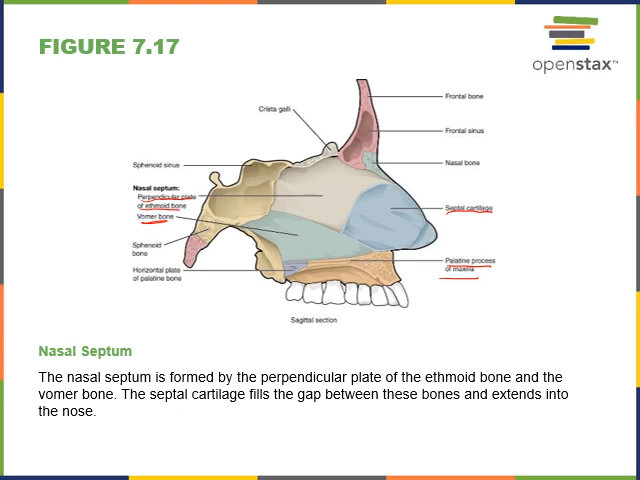 FIGURE 7.17
openstax™
Frontal bone
Crista galli
Frontal sinus
Sphenoid sinus
Nasal bone
Nasal septum:
Perpendicular plate
of ethmoid bone
Vomer bone
Septal cartilage
Sphenoid
bone
Horizontal plate
of palatine bone
Palatine process
of maxilla
Sagittal section
Nasal Septum
The nasal septum is formed by the perpendicular plate of the ethmoid bone and the
vomer bone. The septal cartilage fills the gap between these bones and extends into
the nose.